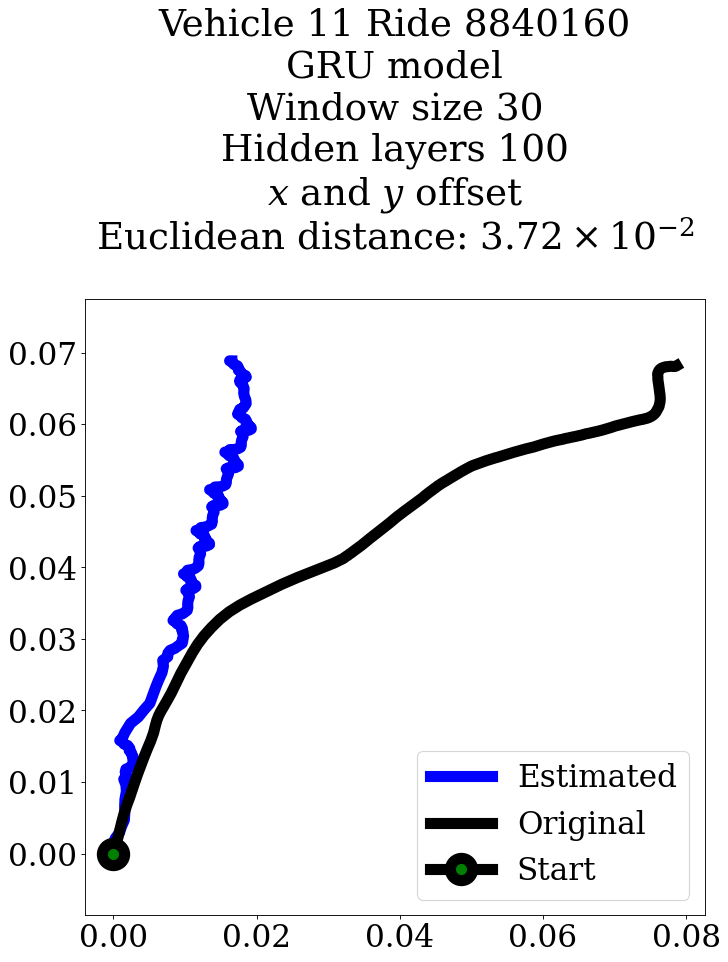 Vehicle 11 Ride 8840160
GRU model
Window size 30
Hidden layers 100
x and y offset
Euclidean distance: 3.72 × 10⁻²
0.07
0.06
0.05
0.04
0.03
0.02
0.01
0.00
Estimated
Original
Start
0.00 0.02 0.04 0.06 0.08